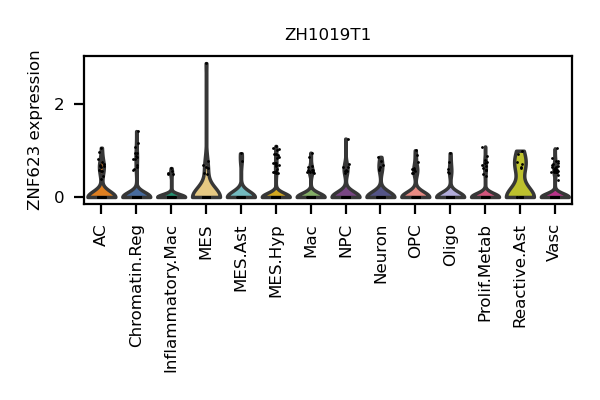 ZH1019T1
ZNF623 expression
2
0
AC
Chromatin.Reg
Inflammatory.Mac
MES
MES.Ast
MES.Hyp
Mac
NPC
Neuron
OPC
Oligo
Prolif.Metab
Reactive.Ast
Vasc